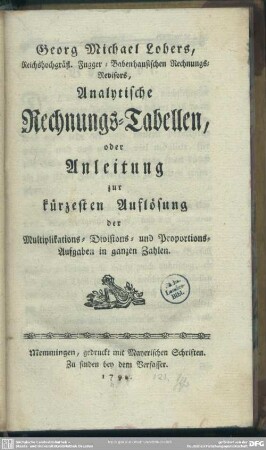 Georg Michael Lobers,
Reichshochgräfl. Fugger-Babenhausischen Rechnungs-
Revisors,
Analytische
Rechnungs-Tabellen,
oder
Anleitung
zur
kürzesten Auflösung
der
Multiplikations- Divisions- und Proportions-
Aufgaben in ganzen Zahlen.
Memmingen, gedruckt mit Mayerischen Schriften.
Zu finden bey dem Verfasser.